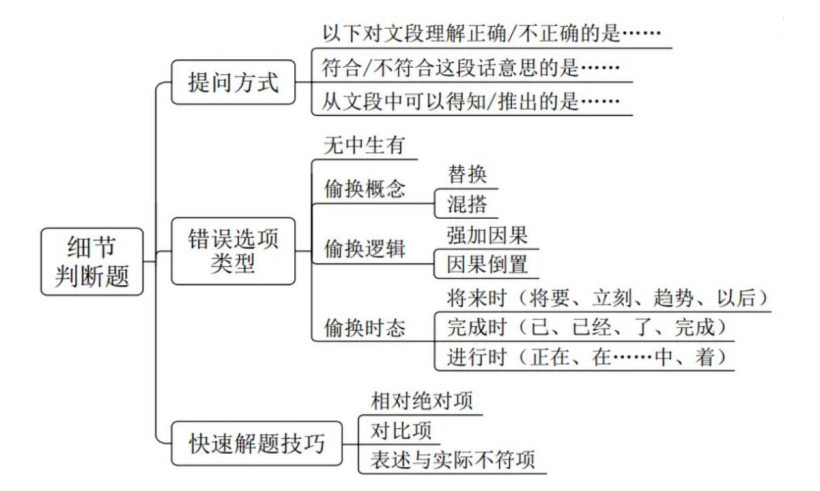 细节
判断题
提问方式
以下对文段理解正确/不正确的是……
符合/不符合这段话意思的是……
从文段中可以得知/推出的是……
错误选项
类型
无中生有
偷换概念
替换
混搭
偷换逻辑
强加因果
因果倒置
偷换时态
将来时（将要、立刻、趋势、以后）
完成时（已、已经、了、完成）
进行时（正在、在……中、着）
快速解题技巧
相对绝对项
对比项
表述与实际不符项